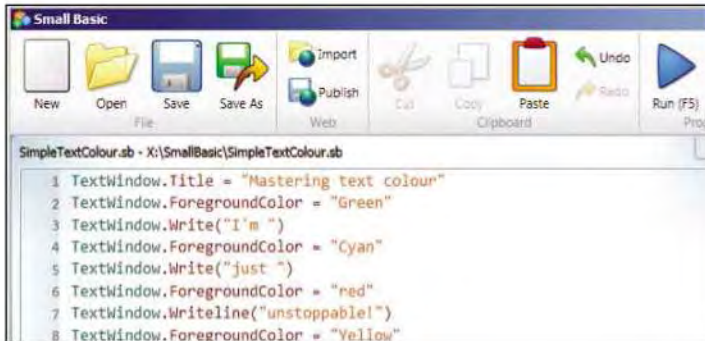 Small Basic
New Open Save Save As Import Publish Cut Copy Paste Undo Redo Run (F5)
File Web Clipboard
SimpleTextColour.sb - X:\SmallBasic\SimpleTextColour.sb
1 TextWindow.Title = "Mastering text colour"
2 TextWindow.ForegroundColor = "Green"
3 TextWindow.Write("I'm ")
4 TextWindow.ForegroundColor = "Cyan"
5 TextWindow.Write("just ")
6 TextWindow.ForegroundColor = "red"
7 TextWindow.Writeline("unstoppable!")
8 TextWindow.ForegroundColor = "Yellow"